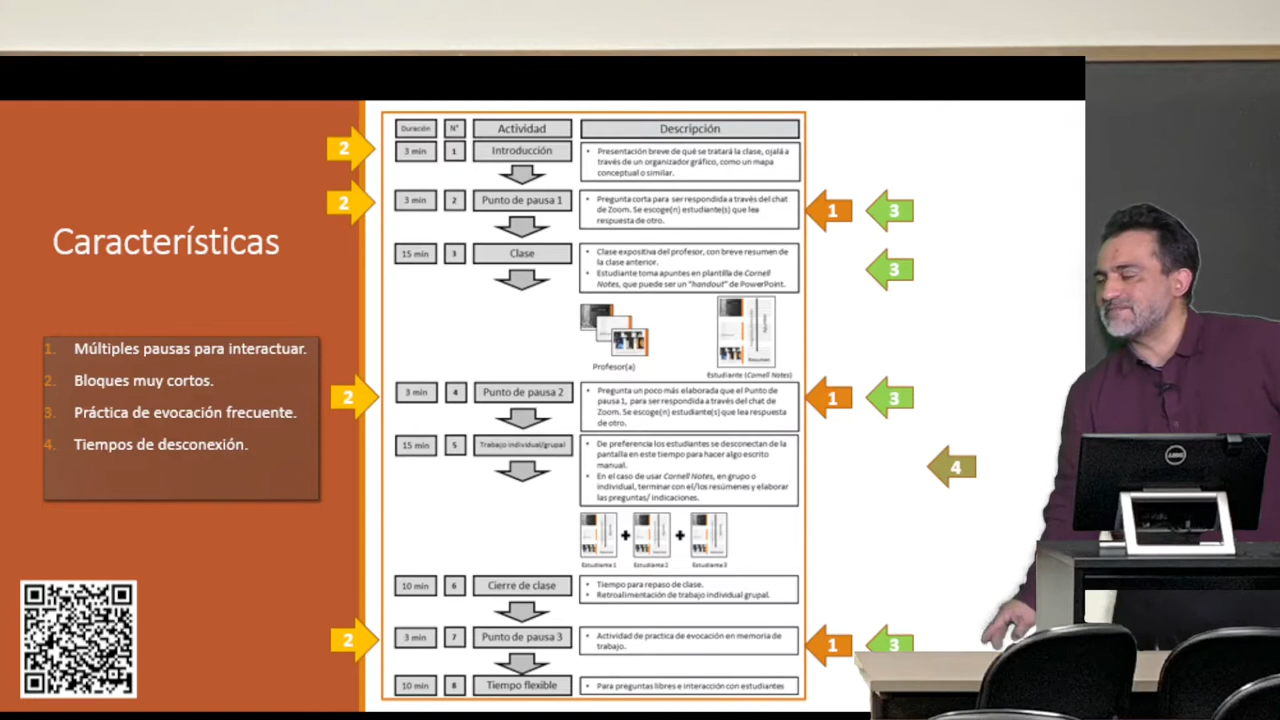 Características
1. Múltiples pausas para interactuar.
2. Bloques muy cortos.
3. Práctica de evocación frecuente.
4. Tiempos de desconexión.
Duración N° Actividad Descripción
2 3 min 1 Introducción
• Presentación breve de qué se tratará la clase, ojalá a
través de un organizador gráfico, como un mapa
conceptual o similar.
2 3 min 2 Punto de pausa 1
• Pregunta corta para ser respondida a través del chat
de Zoom. Se escoge(n) estudiante(s) que lea
respuesta de otro.
1 3
15 min 3 Clase
• Clase expositiva del profesor, con breve resumen de
la clase anterior.
• Estudiante toma apuntes en plantilla de Cornell
Notes, que puede ser un "handout" de PowerPoint.
3
Resumen
Profesor(a)
Estudiante (Cornell Notes)
2 3 min 4 Punto de pausa 2
• Pregunta un poco más elaborada que el Punto de
pausa 1, para ser respondida a través del chat de
Zoom. Se escoge(n) estudiante(s) que lea respuesta
de otro.
1 3
15 min 5 Trabajo individual/grupal
• De preferencia los estudiantes se desconectan de la
pantalla en este tiempo para hacer algo escrito
manual.
• En el caso de usar Cornell Notes, en grupo o
individual, terminar con el/los resúmenes y elaborar
las preguntas/ indicaciones.
4
+ +
Estudiante 1 Estudiante 2 Estudiante 3
10 min 6 Cierre de clase
• Tiempo para repaso de clase.
• Retroalimentación de trabajo individual grupal.
2 3 min 7 Punto de pausa 3
• Actividad de practica de evocación en memoria de
trabajo.
1 3
10 min 8 Tiempo flexible
• Para preguntas libres e interacción con estudiantes
DELL